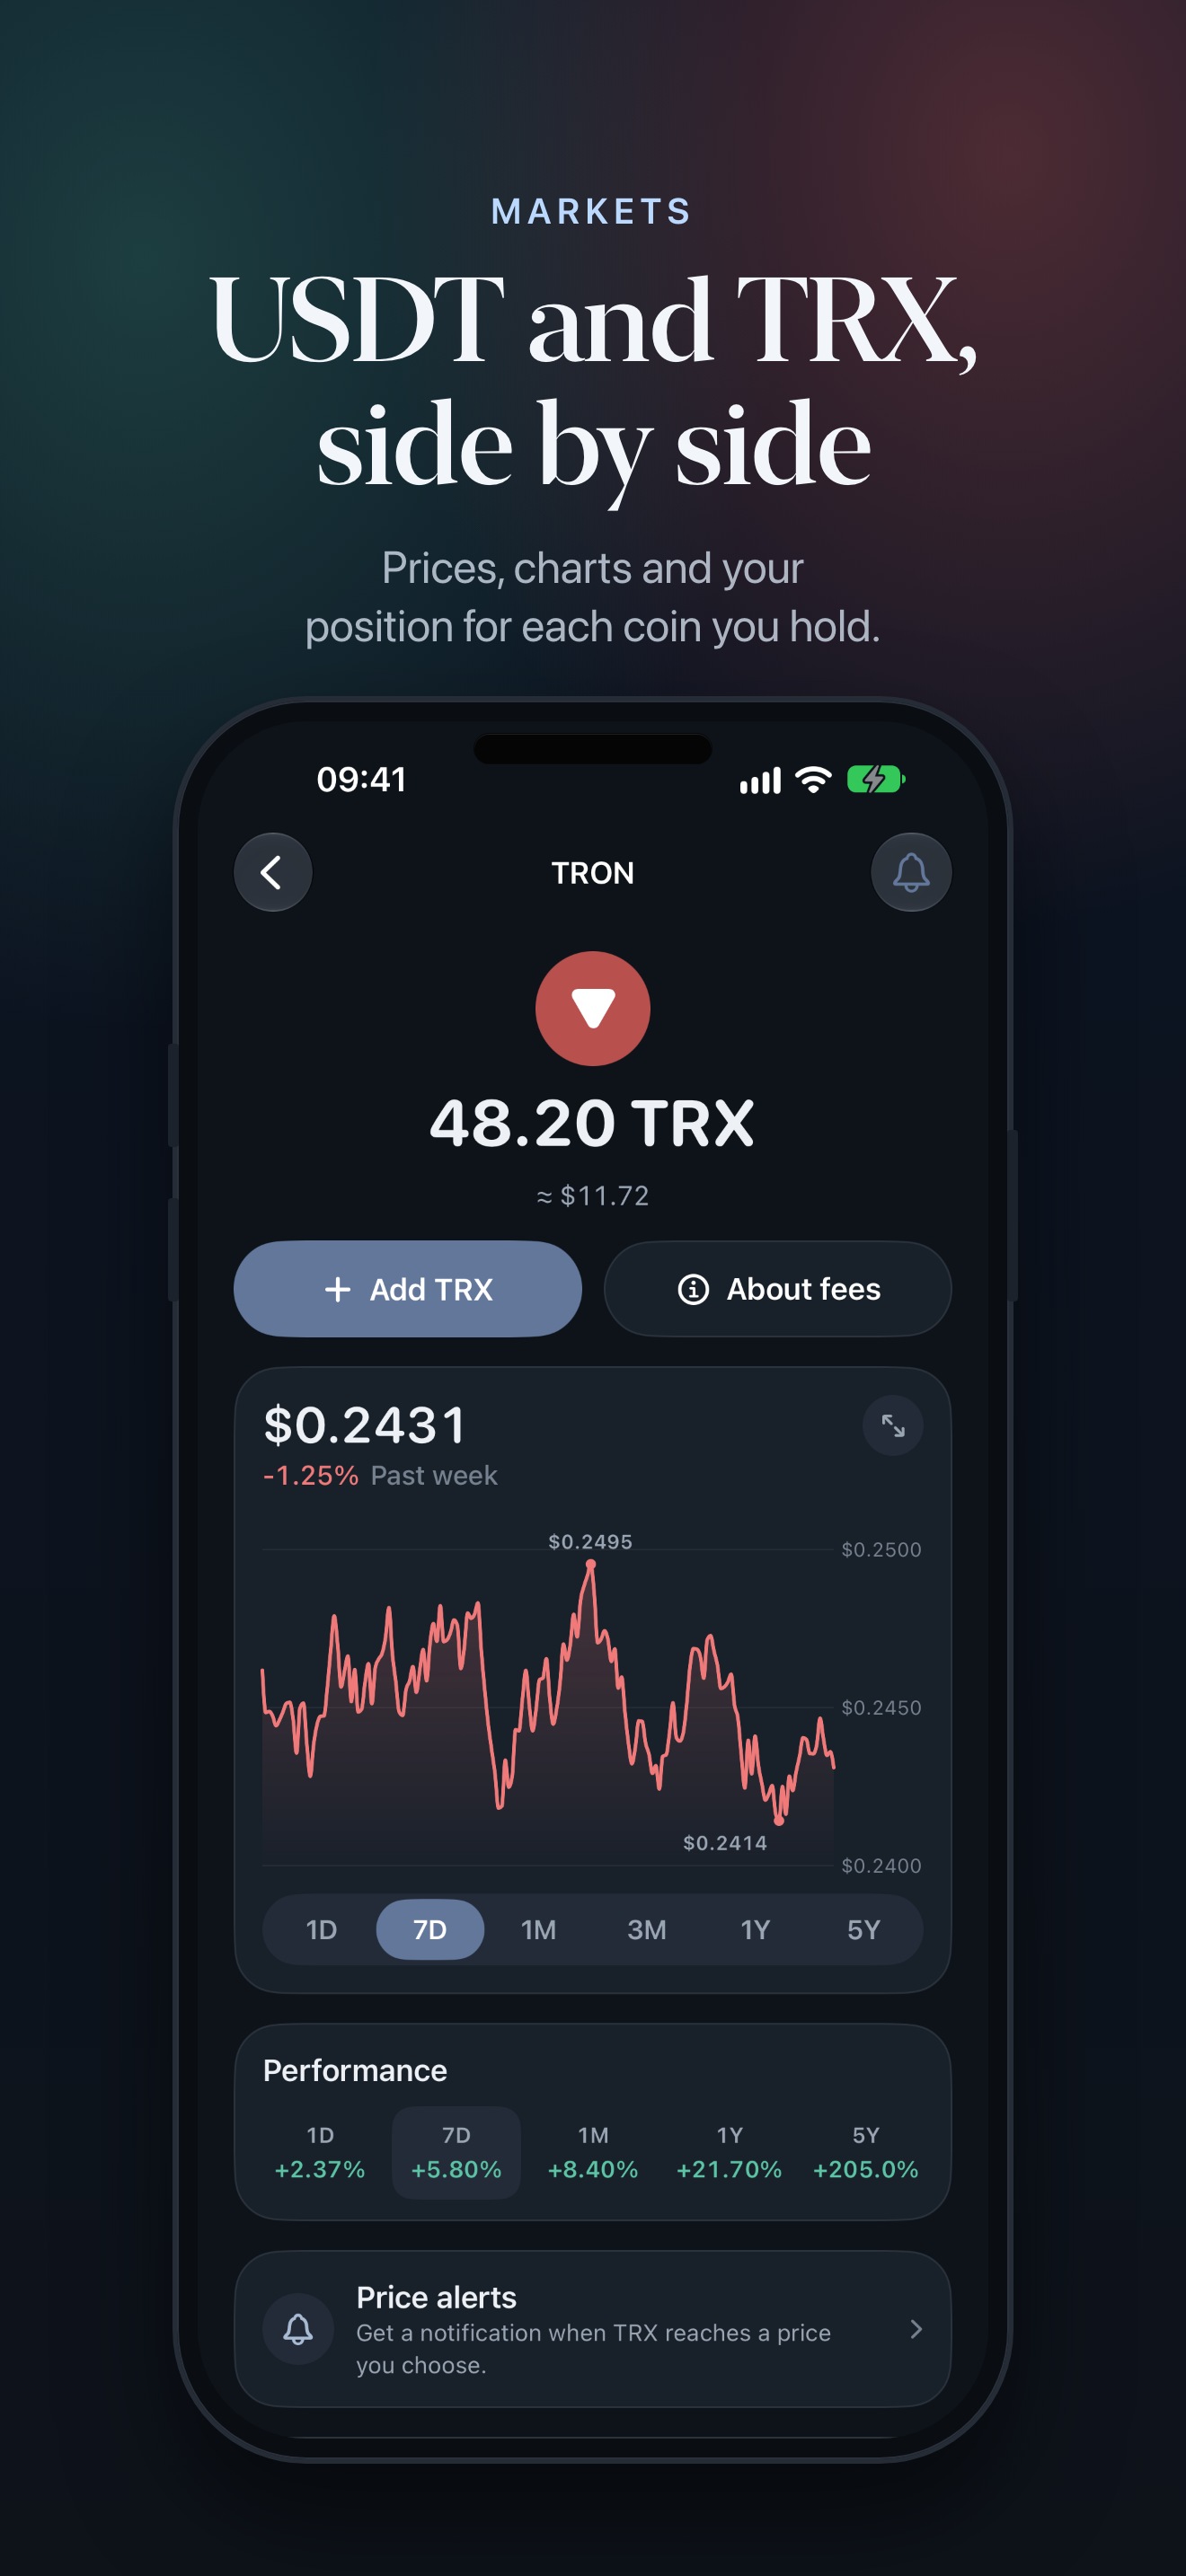 MARKETS
USDT and TRX,
side by side
Prices, charts and your
position for each coin you hold.
09:41
TRON
48.20 TRX
≈ $11.72
+ Add TRX
About fees
$0.2431
-1.25% Past week
$0.2495
$0.2500
$0.2450
$0.2414
$0.2400
1D 7D 1M 3M 1Y 5Y
Performance
1D 7D 1M 1Y 5Y
+2.37% +5.80% +8.40% +21.70% +205.0%
Price alerts
Get a notification when TRX reaches a price
you choose.